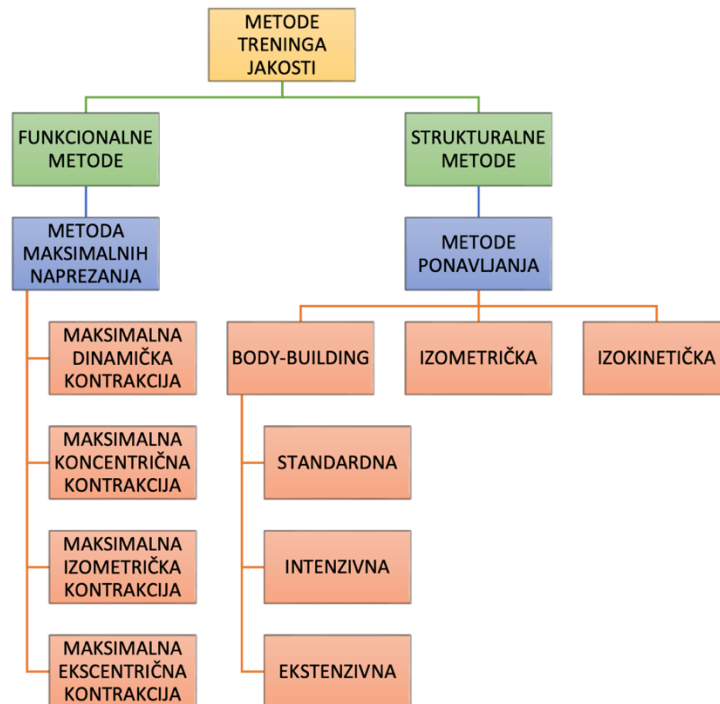 METODE
TRENINGA
JAKOSTI
FUNKCIONALNE
METODE
STRUKTURALNE
METODE
METODA
MAKSIMALNIH
NAPREZANJA
METODE
PONAVLJANJA
MAKSIMALNA
DINAMIČKA
KONTRAKCIJA
BODY-BUILDING
IZOMETRIČKA
IZOKINETIČKA
MAKSIMALNA
KONCENTRIČNA
KONTRAKCIJA
STANDARDNA
MAKSIMALNA
IZOMETRIČKA
KONTRAKCIJA
INTENZIVNA
MAKSIMALNA
EKSCENTRIČNA
KONTRAKCIJA
EKSTENZIVNA